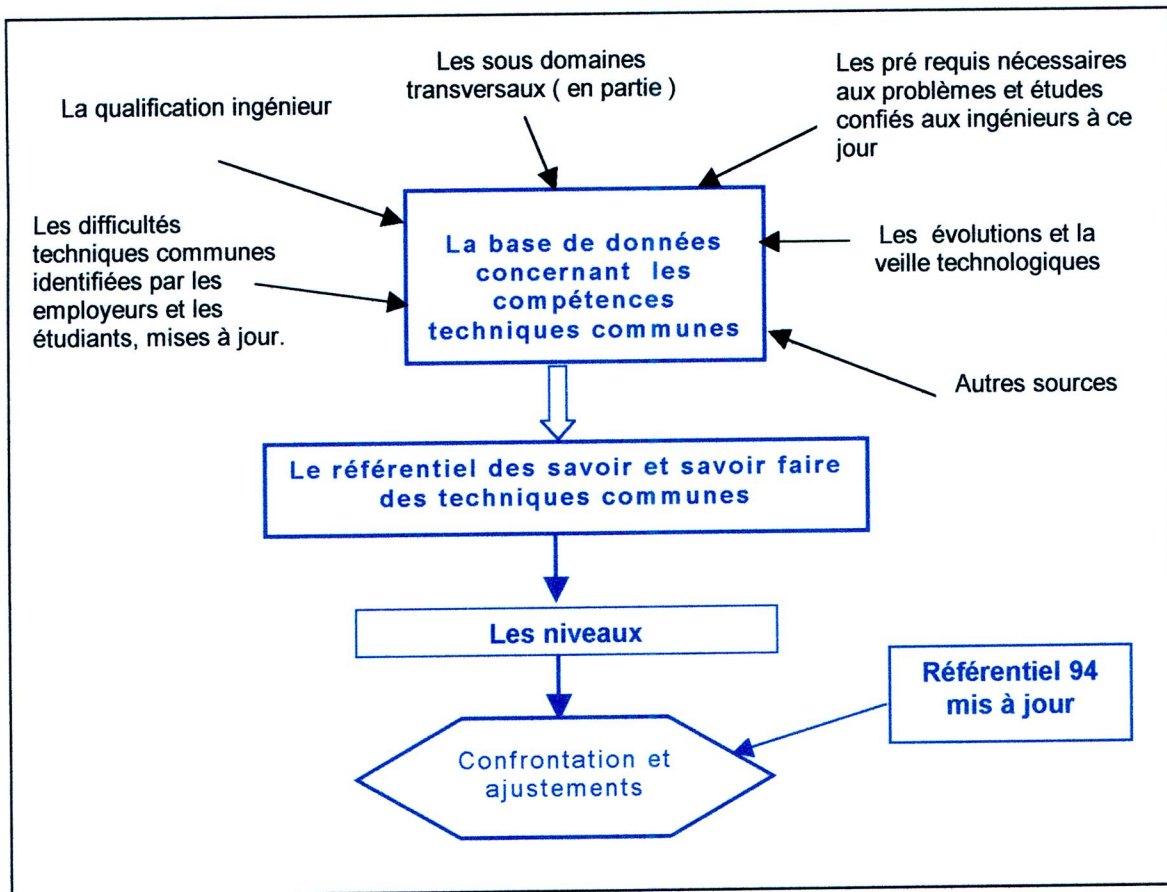 La qualification ingénieur
Les sous domaines
transversaux ( en partie )
Les pré requis nécessaires
aux problèmes et études
confiés aux ingénieurs à ce
jour
Les difficultés
techniques communes
identifiées par les
employeurs et les
étudiants, mises à jour.
La base de données
concernant les
compétences
techniques communes
Les évolutions et la
veille technologiques
Autres sources
Le référentiel des savoir et savoir faire
des techniques communes
Les niveaux
Référentiel 94
mis à jour
Confrontation et
ajustements